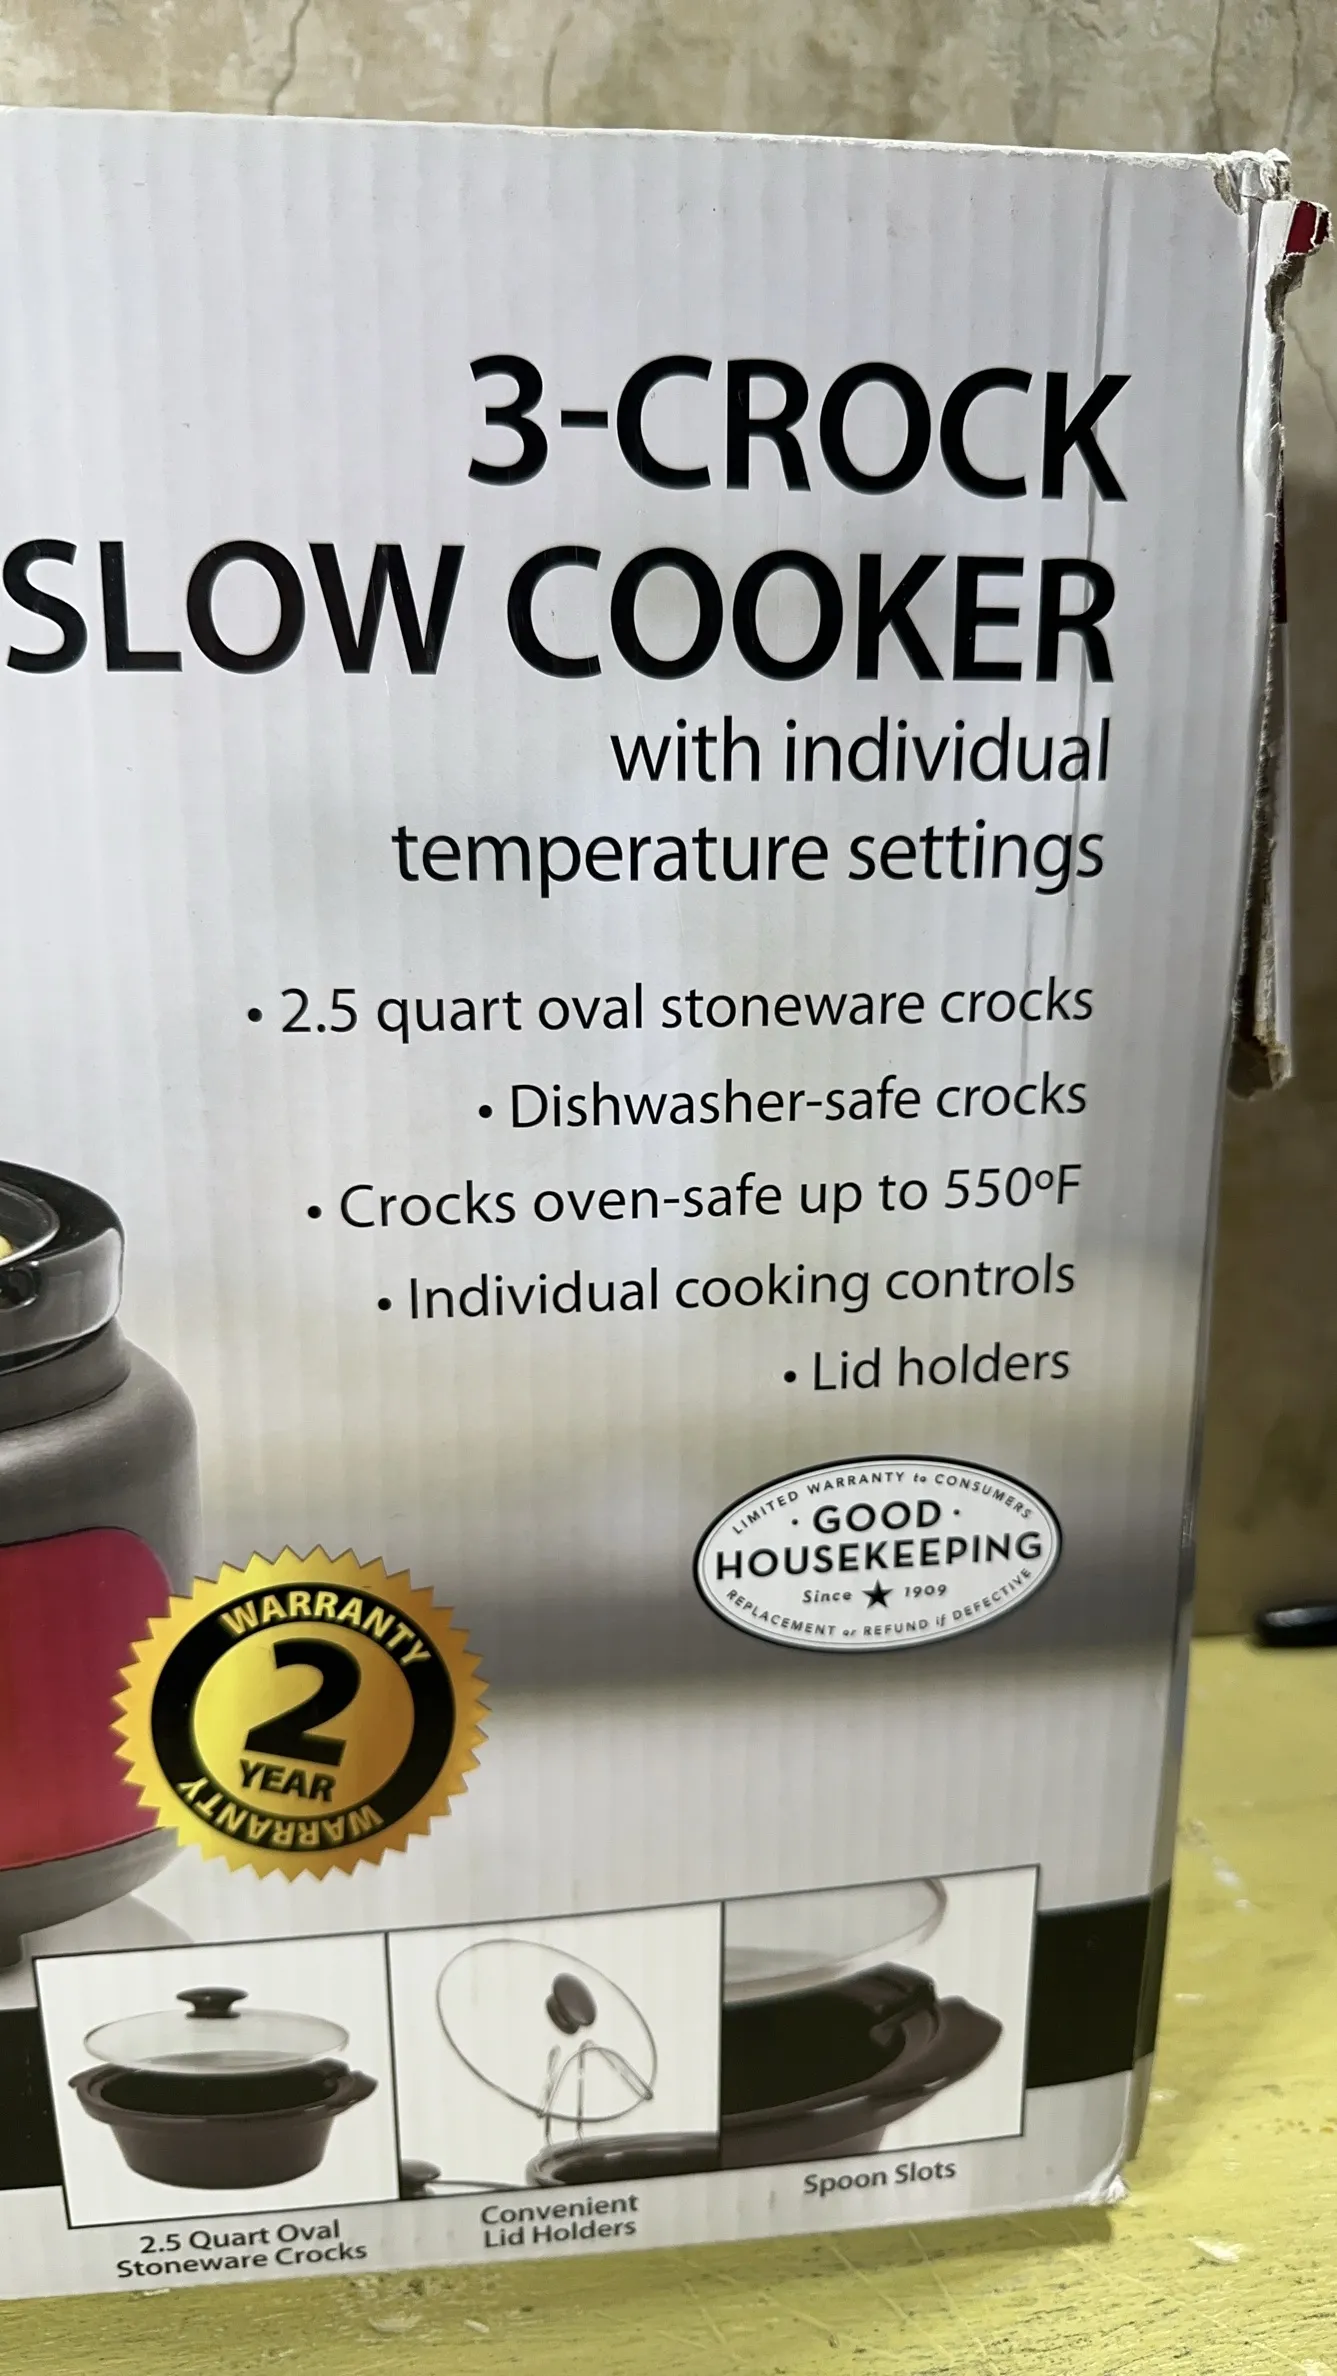 3-CROCK
SLOW COOKER
with individual
temperature settings
• 2.5 quart oval stoneware crocks
• Dishwasher-safe crocks
• Crocks oven-safe up to 550ºF
• Individual cooking controls
• Lid holders
LIMITED WARRANTY to CONSUMERS
· GOOD ·
HOUSEKEEPING
Since ★ 1909
REPLACEMENT or REFUND if DEFECTIVE
WARRANTY
2
YEAR
WARRANTY
2.5 Quart Oval
Stoneware Crocks
Convenient
Lid Holders
Spoon Slots